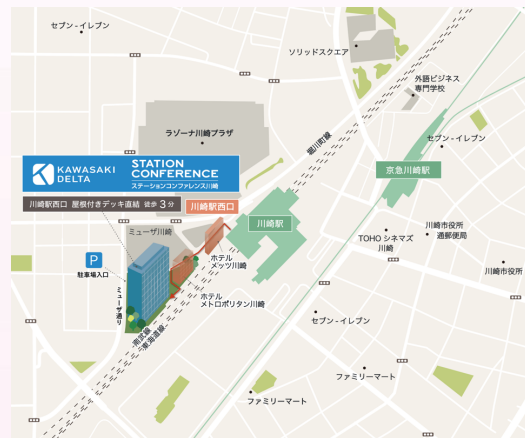 セブン-イレブン
ソリッドスクエア
外語ビジネス
専門学校
ラゾーナ川崎プラザ
堀川町線
セブン-イレブン
京急川崎駅
KAWASAKI
DELTA
STATION
CONFERENCE
ステーションコンファレンス川崎
川崎駅西口 屋根付きデッキ直結 徒歩3分
川崎駅西口
ミューザ川崎
川崎駅
TOHO シネマズ
川崎
川崎市役所
通郵便局
川崎市役所
P
駐車場入口
ホテル
メッツ川崎
ミューザ通り
ホテル
メトロポリタン川崎
南武線
東海道線
セブン-イレブン
ファミリーマート
ファミリーマート